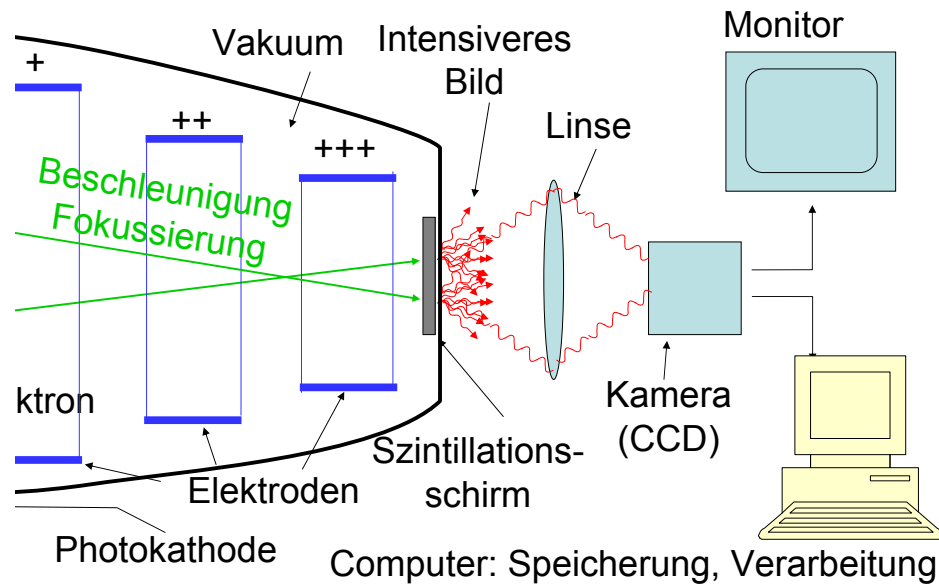 Vakuum
Intensiveres
Bild
Monitor
+
++
+++
Linse
Beschleunigung
Fokussierung
ktron
Kamera
(CCD)
Szintillations-
schirm
Elektroden
Photokathode
Computer: Speicherung, Verarbeitung